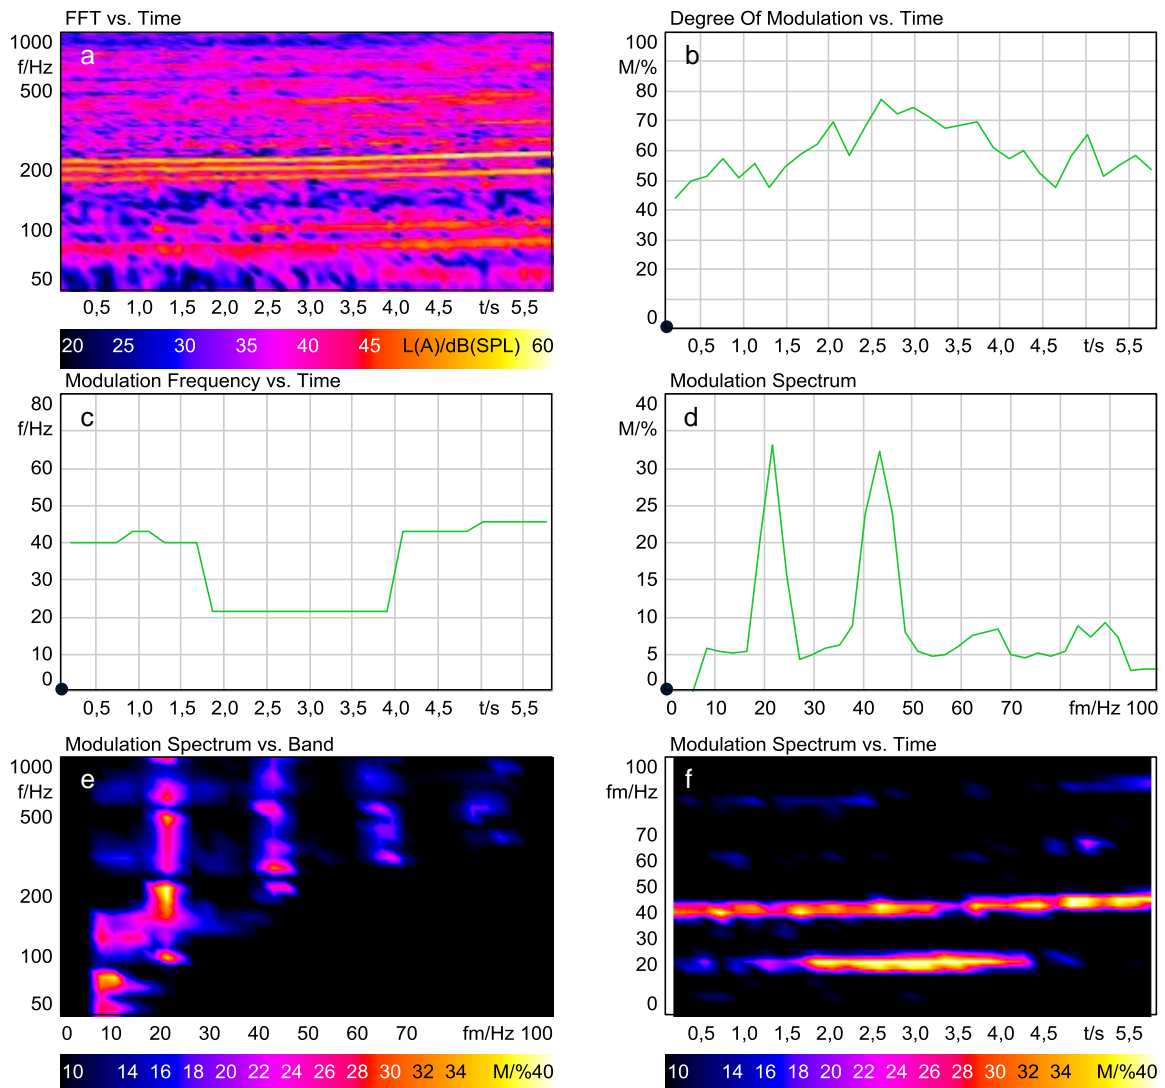 FFT vs. Time
1000
f/Hz
500
200
100
50
a
0,5 1,0 1,5 2,0 2,5 3,0 3,5 4,0 4,5 t/s 5,5
20 25 30 35 40 45 L(A)/dB(SPL) 60
Degree Of Modulation vs. Time
100
M/%
80
70
60
50
40
30
20
0
b
0,5 1,0 1,5 2,0 2,5 3,0 3,5 4,0 4,5 t/s 5,5
Modulation Frequency vs. Time
80
f/Hz
60
50
40
30
20
10
0
c
0,5 1,0 1,5 2,0 2,5 3,0 3,5 4,0 4,5 t/s 5,5
Modulation Spectrum
40
M/%
30
25
20
15
10
5
0
d
0 10 20 30 40 50 60 70 fm/Hz 100
Modulation Spectrum vs. Band
1000
f/Hz
500
200
100
50
e
0 10 20 30 40 50 60 70 fm/Hz 100
10 14 16 18 20 22 24 26 28 30 32 34 M/%40
Modulation Spectrum vs. Time
100
fm/Hz
70
60
50
40
30
20
0
f
0,5 1,0 1,5 2,0 2,5 3,0 3,5 4,0 4,5 t/s 5,5
10 14 16 18 22 24 26 28 30 32 34 M/%40